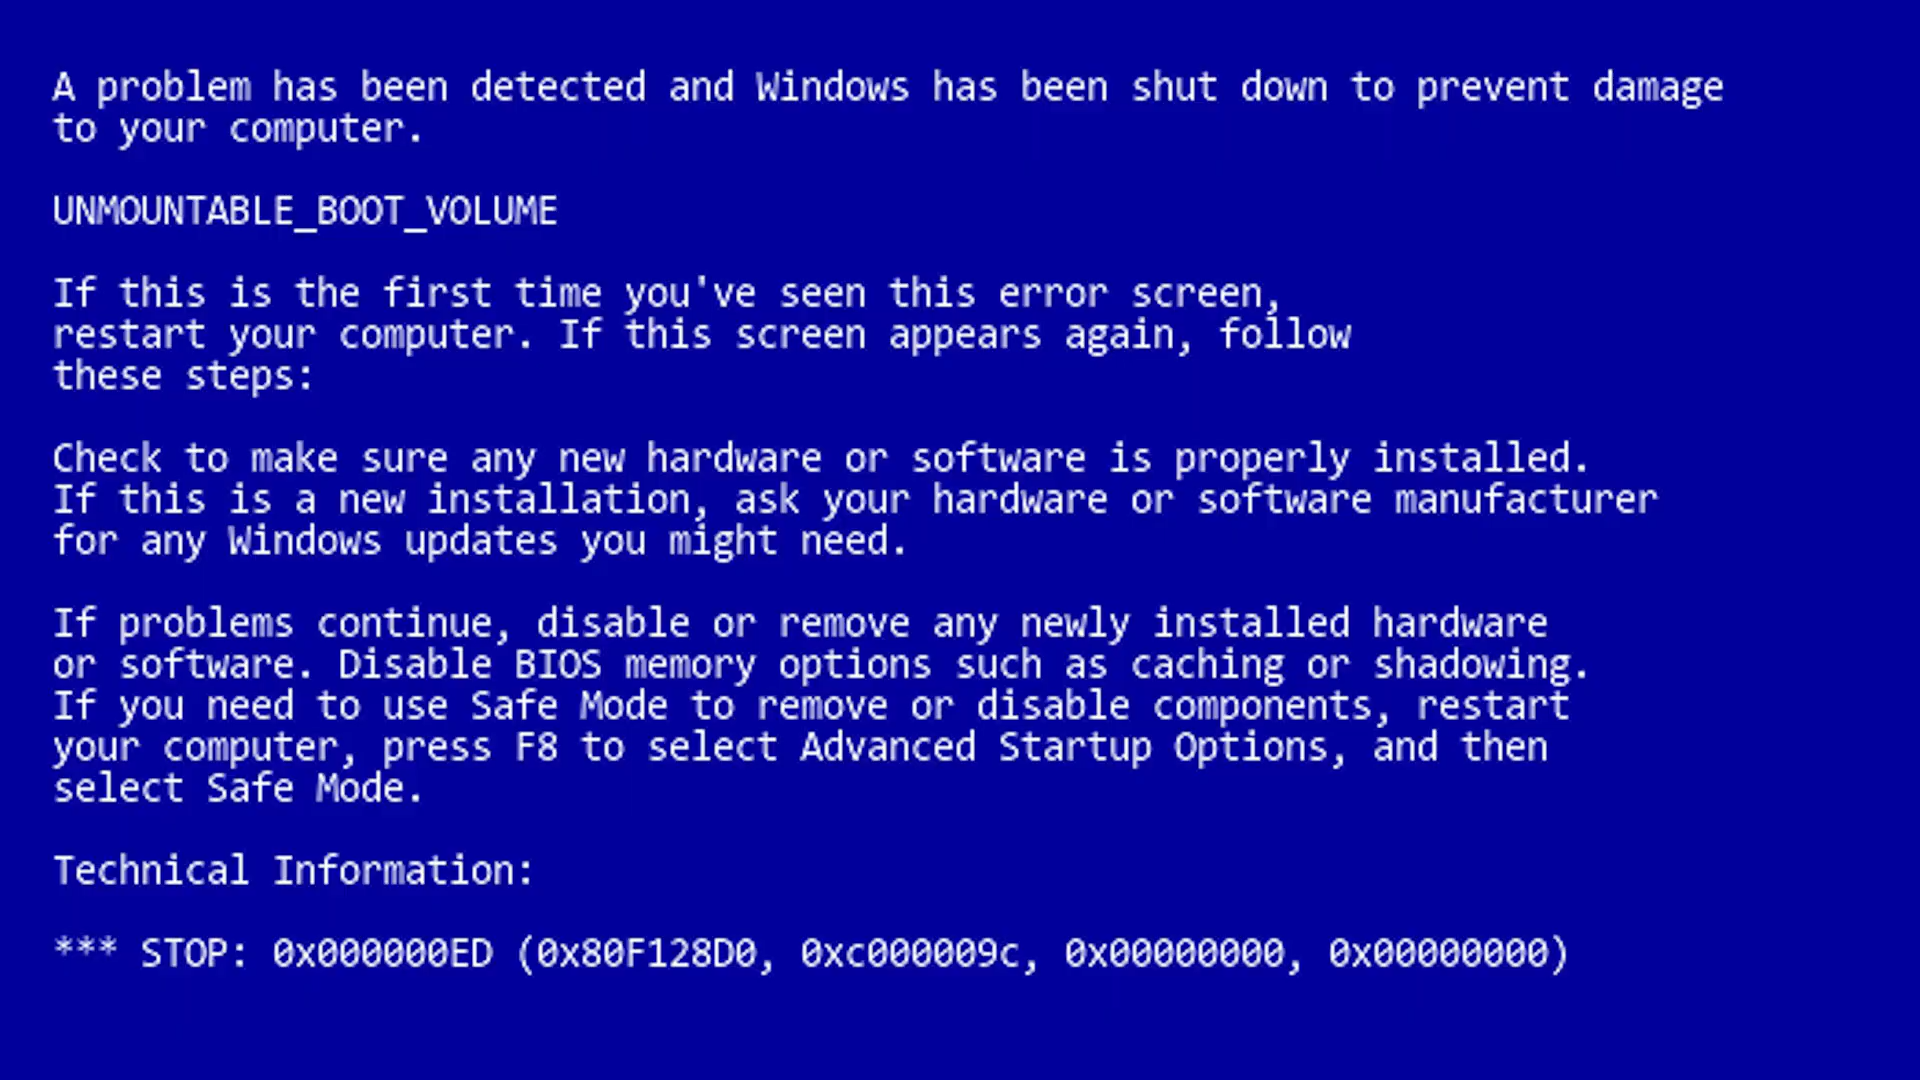 A problem has been detected and Windows has been shut down to prevent damage
to your computer.
UNMOUNTABLE_BOOT_VOLUME
If this is the first time you've seen this error screen,
restart your computer. If this screen appears again, follow
these steps:
Check to make sure any new hardware or software is properly installed.
If this is a new installation, ask your hardware or software manufacturer
for any Windows updates you might need.
If problems continue, disable or remove any newly installed hardware
or software. Disable BIOS memory options such as caching or shadowing.
If you need to use Safe Mode to remove or disable components, restart
your computer, press F8 to select Advanced Startup Options, and then
select Safe Mode.
Technical Information:
*** STOP: 0x000000ED (0x80F128D0, 0xc000009c, 0x00000000, 0x00000000)